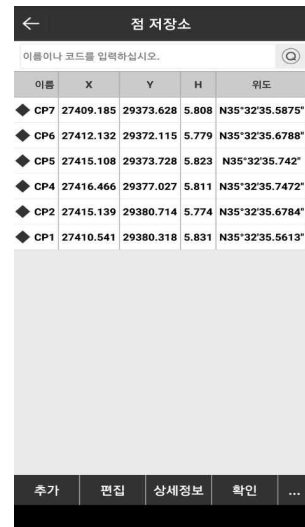 점 저장소
이름이나 코드를 입력하십시오.
이름 X Y H 위도
CP7 27409.185 29373.628 5.808 N35°32'35.5875"
CP6 27412.132 29372.115 5.779 N35°32'35.6788"
CP5 27415.108 29373.728 5.823 N35°32'35.742"
CP4 27416.466 29377.027 5.811 N35°32'35.7472"
CP2 27415.139 29380.714 5.774 N35°32'35.6784"
CP1 27410.541 29380.318 5.831 N35°32'35.5613"
추가 편집 상세정보 확인 ...